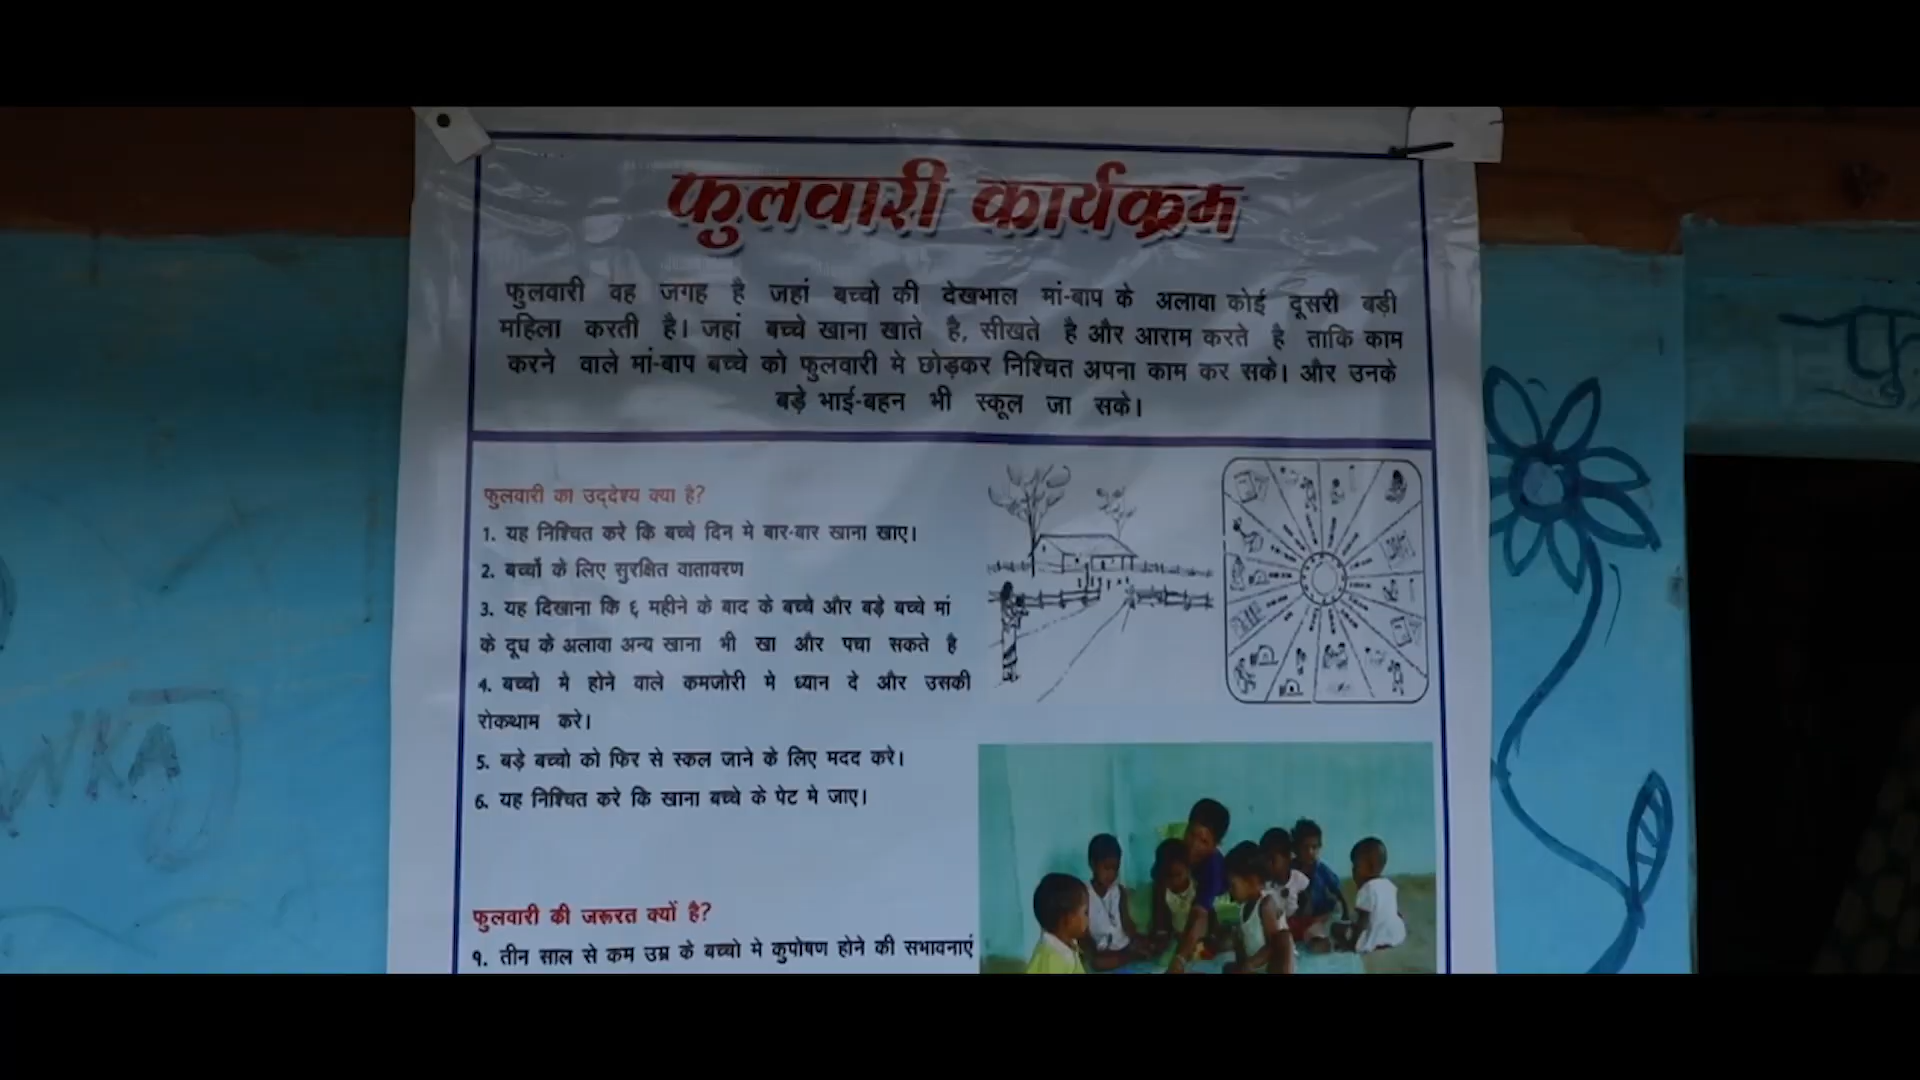 फुलवारी कार्यक्रम
फुलवारी वह जगह है जहां बच्चो की देखभाल मां-बाप के अलावा कोई दूसरी बड़ी
महिला करती है। जहां बच्चे खाना खाते है, सीखते है और आराम करते है ताकि काम
करने वाले मां-बाप बच्चे को फुलवारी मे छोड़कर निश्चित अपना काम कर सके। और उनके
बड़े भाई-बहन भी स्कूल जा सके।
फुलवारी का उद्देश्य क्या है?
1. यह निश्चित करे कि बच्चे दिन मे बार-बार खाना खाए।
2. बच्चों के लिए सुरक्षित वातावरण
3. यह दिखाना कि ६ महीने के बाद के बच्चे और बड़े बच्चे मां
के दूध के अलावा अन्य खाना भी खा और पचा सकते है
4. बच्चो मे होने वाले कमजोरी मे ध्यान दे और उसकी
रोकथाम करे।
5. बड़े बच्चो को फिर से स्कल जाने के लिए मदद करे।
6. यह निश्चित करे कि खाना बच्चे के पेट मे जाए।
फुलवारी की जरूरत क्यों है?
१. तीन साल से कम उम्र के बच्चो मे कुपोषण होने की सभावनाएं
फु